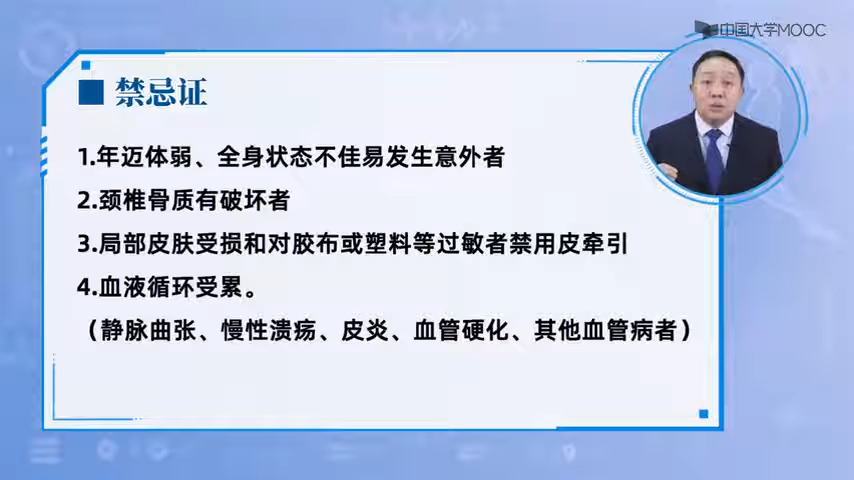 中国大学MOOC
禁忌证
1.年迈体弱、全身状态不佳易发生意外者
2.颈椎骨质有破坏者
3.局部皮肤受损和对胶布或塑料等过敏者禁用皮牵引
4.血液循环受累。
（静脉曲张、慢性溃疡、皮炎、血管硬化、其他血管病者）